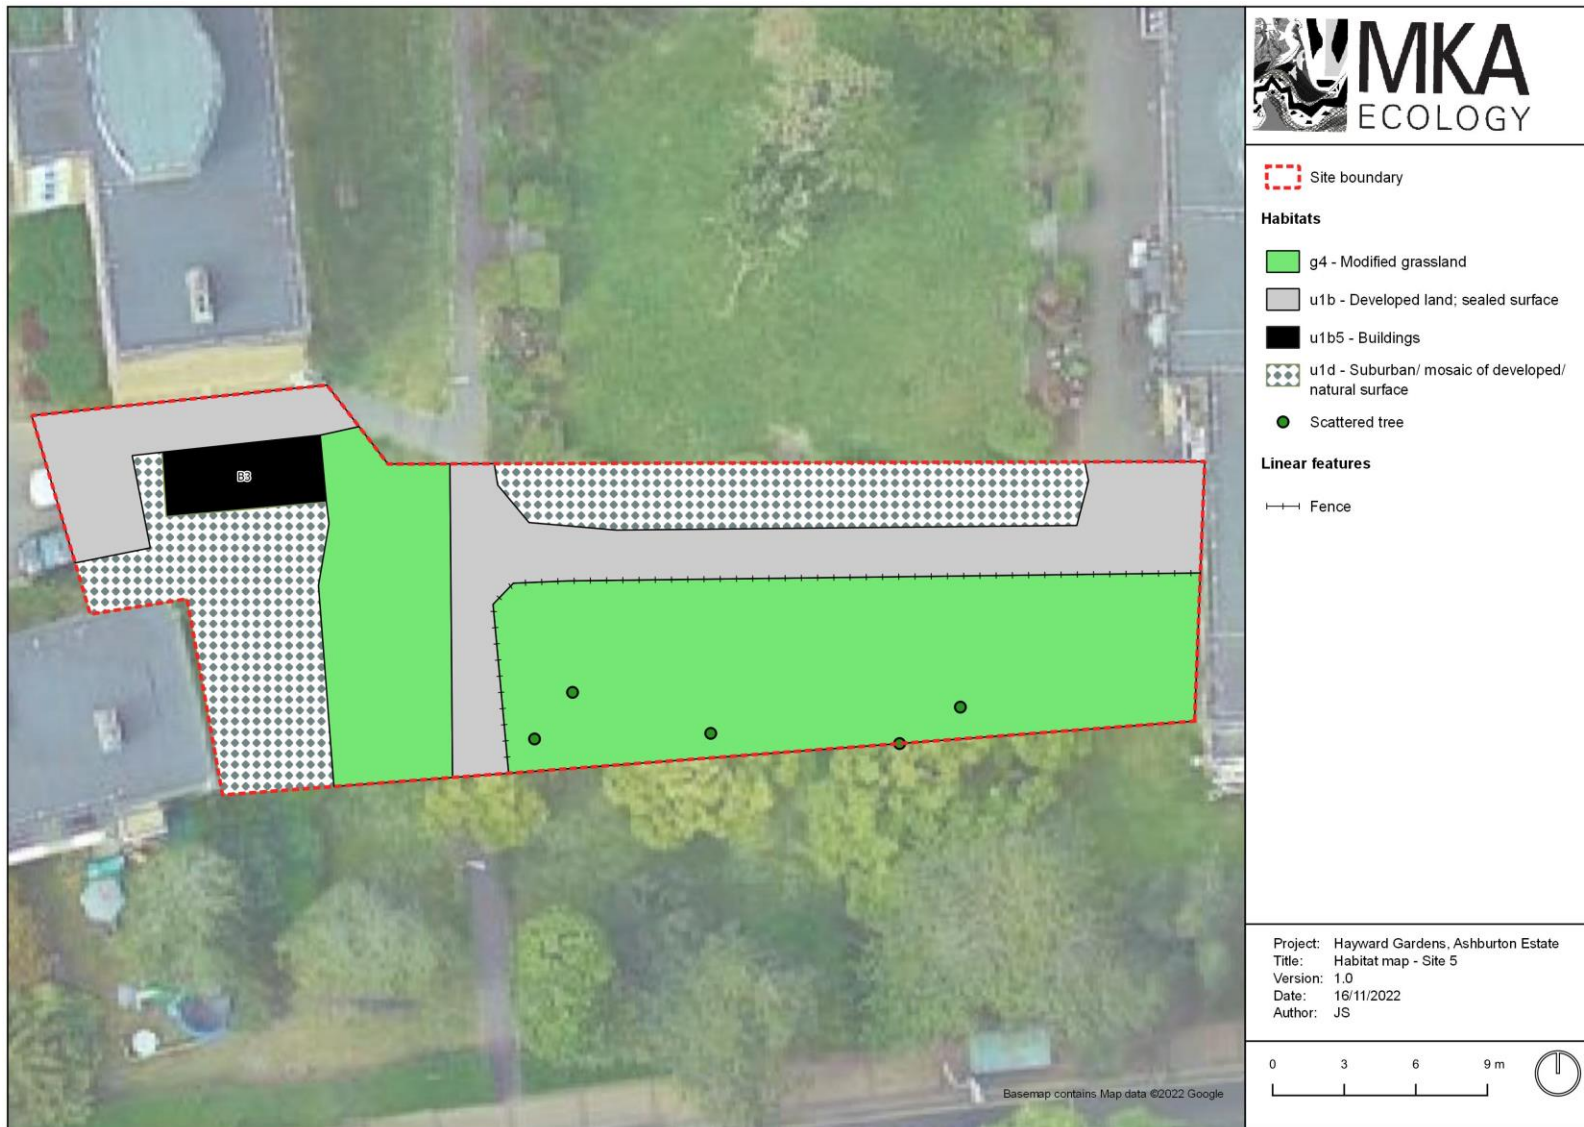 MKA
ECOLOGY
Site boundary
Habitats
g4 - Modified grassland
u1b - Developed land; sealed surface
u1b5 - Buildings
u1d - Suburban/ mosaic of developed/
natural surface
Scattered tree
Linear features
Fence
B3
Project: Hayward Gardens, Ashburton Estate
Title: Habitat map - Site 5
Version: 1.0
Date: 16/11/2022
Author: JS
0 3 6 9 m
Basemap contains Map data ©2022 Google